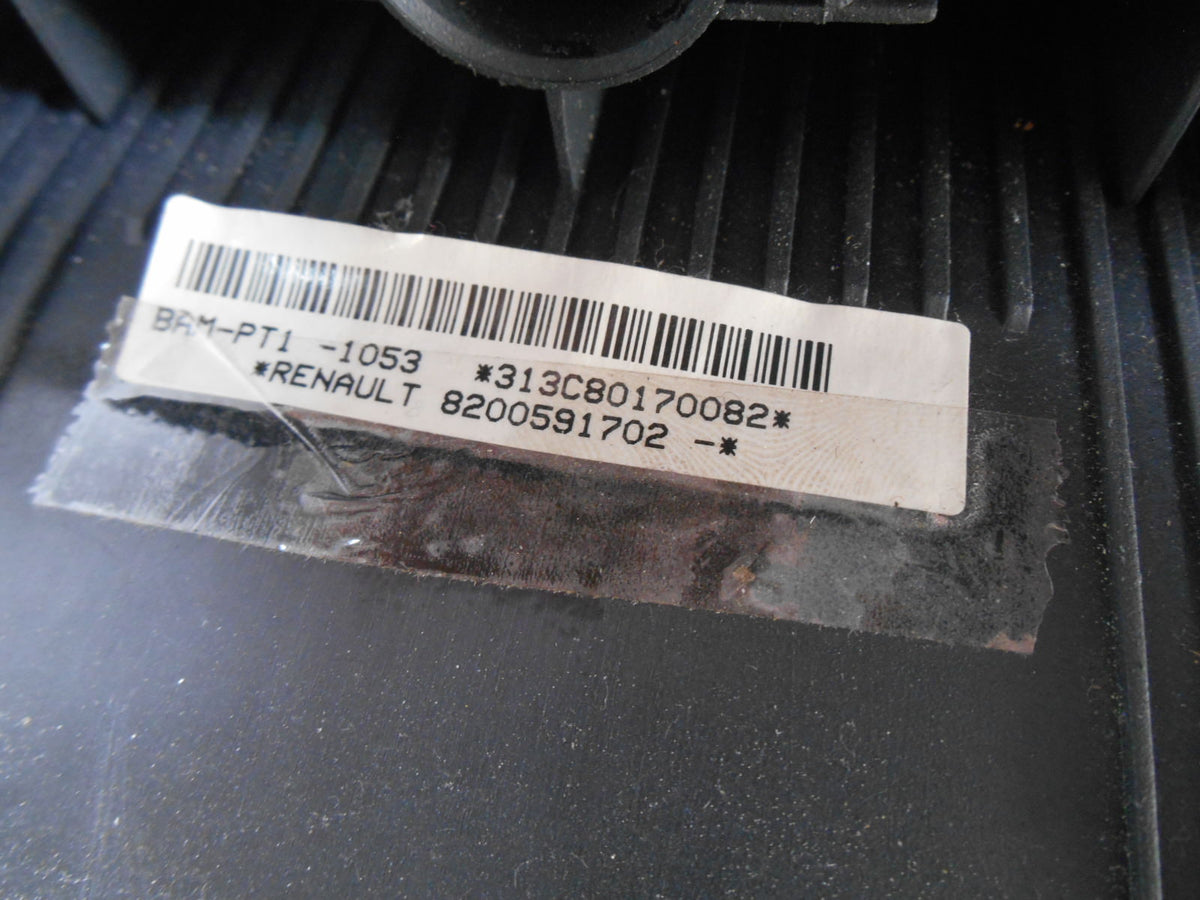 BAM-PT1 -1053 *313C80170082*
*RENAULT 8200591702 -*